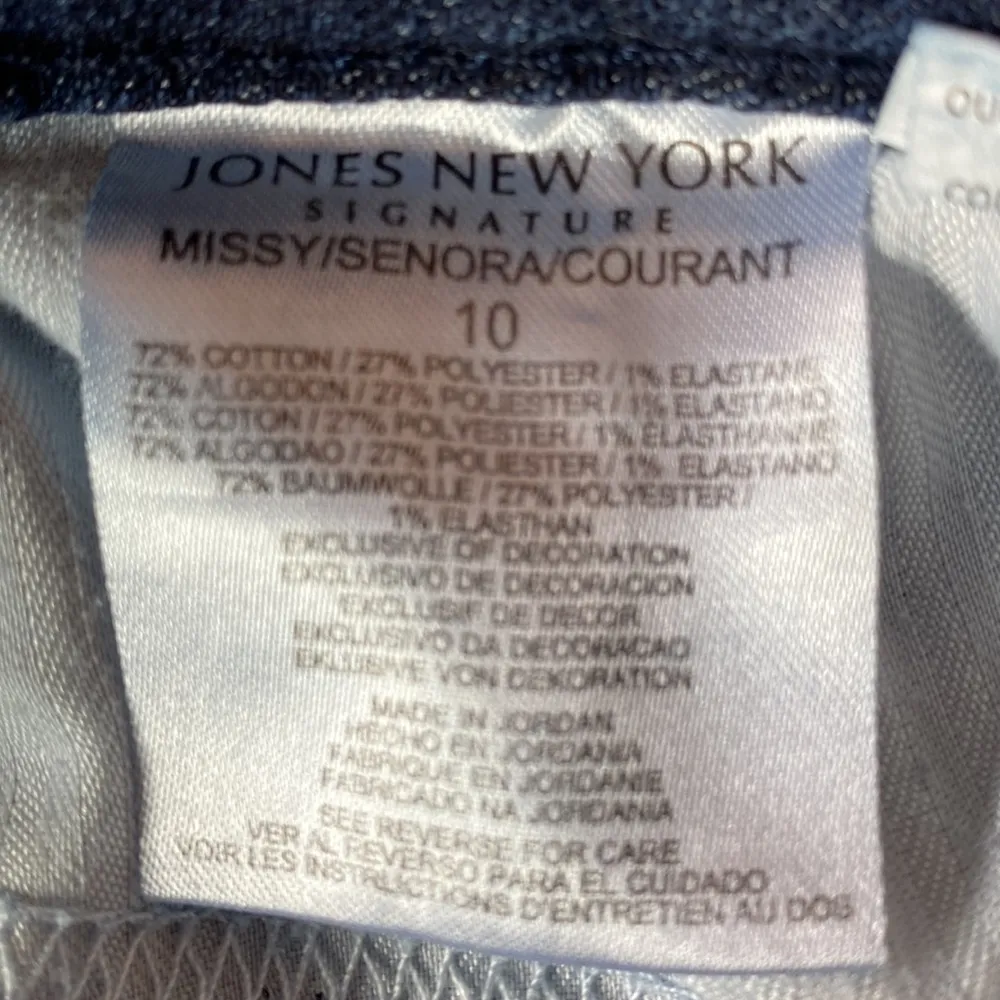 JONES NEW YORK
SIGNATURE
MISSY/SENORA/COURANT
10
72% COTTON / 27% POLYESTER / 1% ELASTANE
72% ALGODON / 27% POLIESTER / 1% ELASTANO
72% COTON / 27% POLYESTER / 1% ELASTHANNE
72% ALGODAO / 27% POLIESTER / 1% ELASTANO
72% BAUMWOLLE / 27% POLYESTER /
1% ELASTHAN
EXCLUSIVE OF DECORATION
EXCLUSIVO DE DECORACION
EXCLUSIF DE DECOR
EXCLUSIVO DA DECORACAO
EXKLUSIVE VON DEKORATION
MADE IN JORDAN
HECHO EN JORDANIA
FABRIQUE EN JORDANIE
FABRICADO NA JORDANIA
SEE REVERSE FOR CARE
VER AL REVERSO PARA EL CUIDADO
VOIR LES INSTRUCTIONS D'ENTRETIEN AU DOS
OU
CO